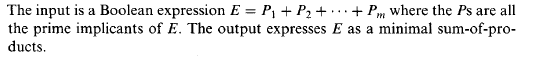 The input is a Boolean expression E = P₁ + P₂ + ··· + Pₘ where the Ps are all
the prime implicants of E. The output expresses E as a minimal sum-of-pro-
ducts.